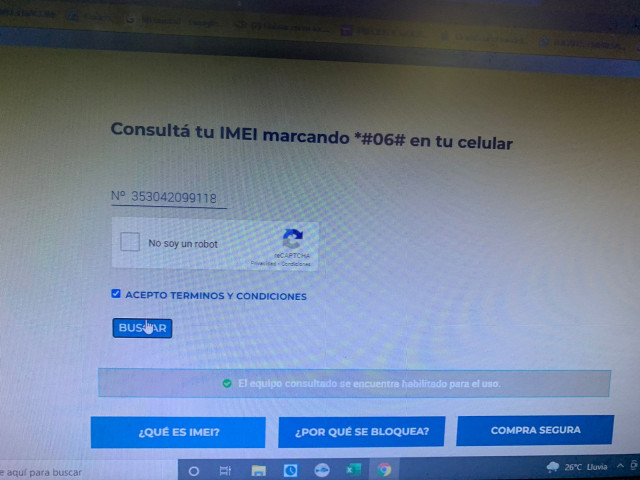 Consultá tu IMEI marcando *#06# en tu celular
Nº 353042099118
No soy un robot
reCAPTCHA
Privacidad - Condiciones
ACEPTO TERMINOS Y CONDICIONES
BUSCAR
El equipo consultado se encuentra habilitado para el uso.
¿QUÉ ES IMEI?
¿POR QUÉ SE BLOQUEA?
COMPRA SEGURA
e aquí para buscar
26°C Lluvia